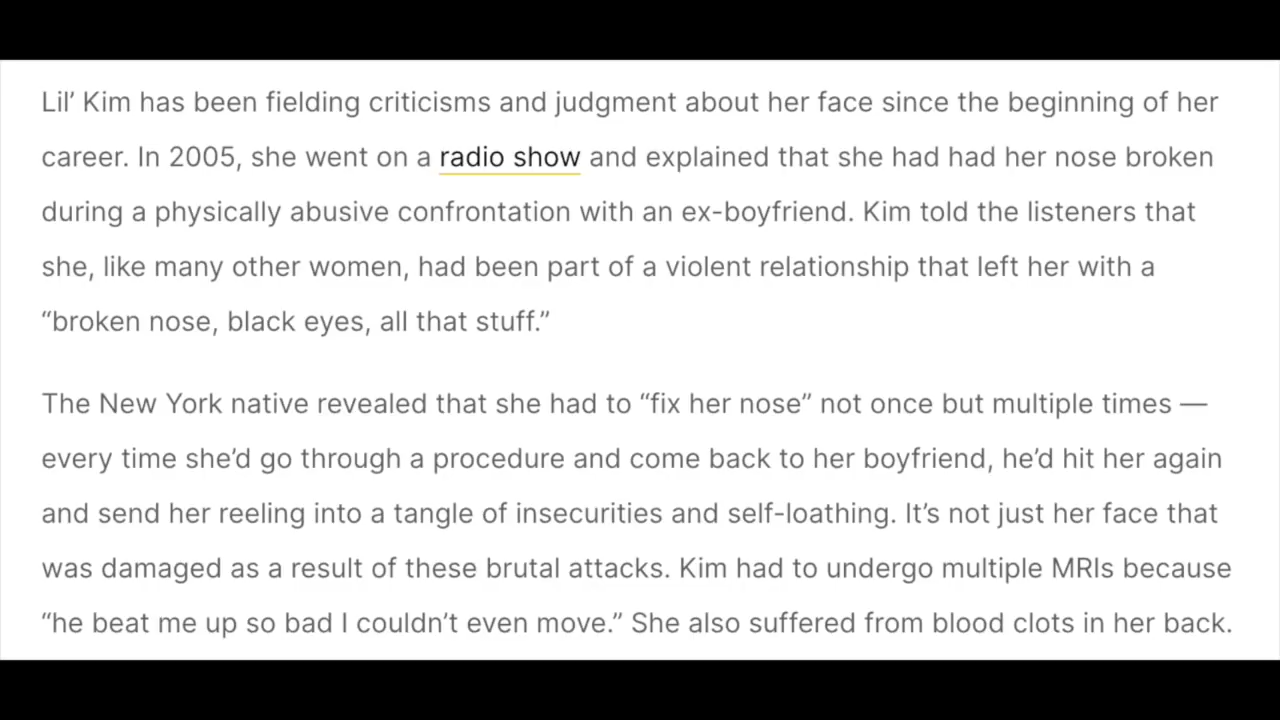 Lil’ Kim has been fielding criticisms and judgment about her face since the beginning of her
career. In 2005, she went on a radio show and explained that she had had her nose broken
during a physically abusive confrontation with an ex-boyfriend. Kim told the listeners that
she, like many other women, had been part of a violent relationship that left her with a
“broken nose, black eyes, all that stuff.”
The New York native revealed that she had to “fix her nose” not once but multiple times —
every time she’d go through a procedure and come back to her boyfriend, he’d hit her again
and send her reeling into a tangle of insecurities and self-loathing. It’s not just her face that
was damaged as a result of these brutal attacks. Kim had to undergo multiple MRIs because
“he beat me up so bad I couldn’t even move.” She also suffered from blood clots in her back.